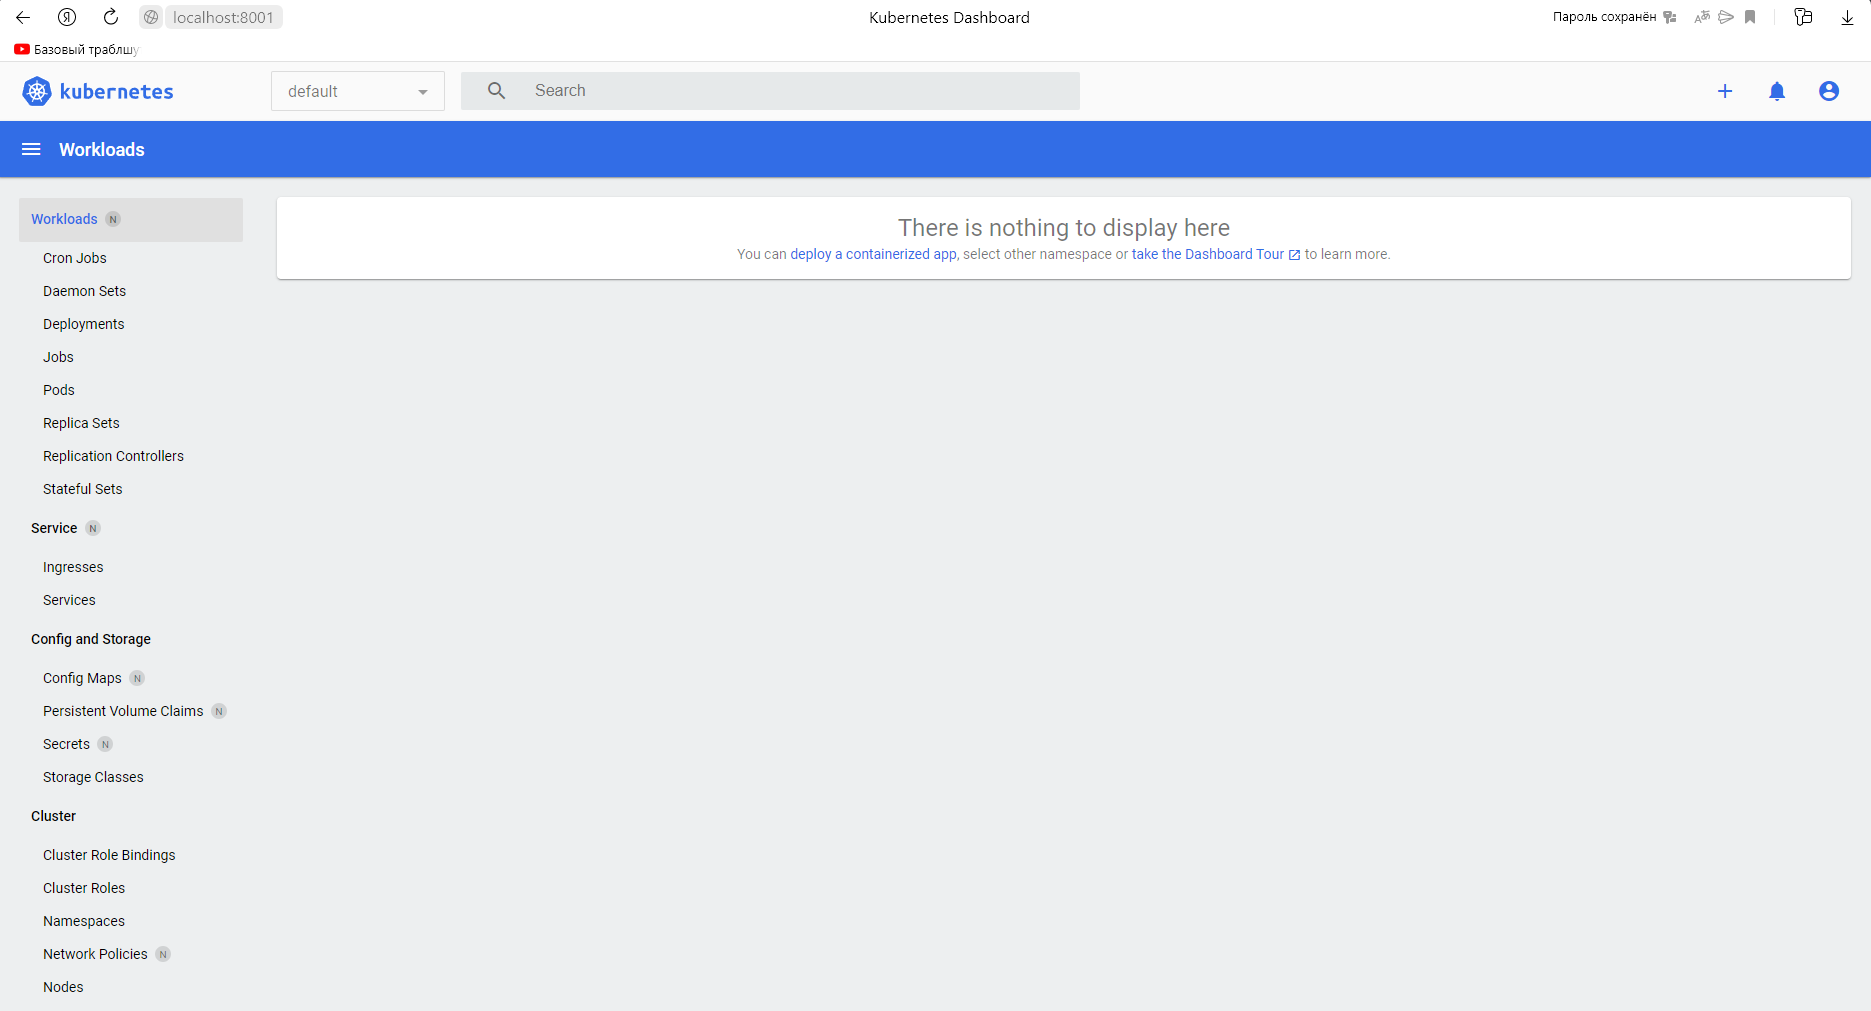 localhost:8001
Kubernetes Dashboard
Пароль сохранён
Базовый траблшу
kubernetes
default
Search
Workloads
Workloads N
There is nothing to display here
You can deploy a containerized app, select other namespace or take the Dashboard Tour to learn more.
Cron Jobs
Daemon Sets
Deployments
Jobs
Pods
Replica Sets
Replication Controllers
Stateful Sets
Service N
Ingresses
Services
Config and Storage
Config Maps N
Persistent Volume Claims N
Secrets N
Storage Classes
Cluster
Cluster Role Bindings
Cluster Roles
Namespaces
Network Policies N
Nodes